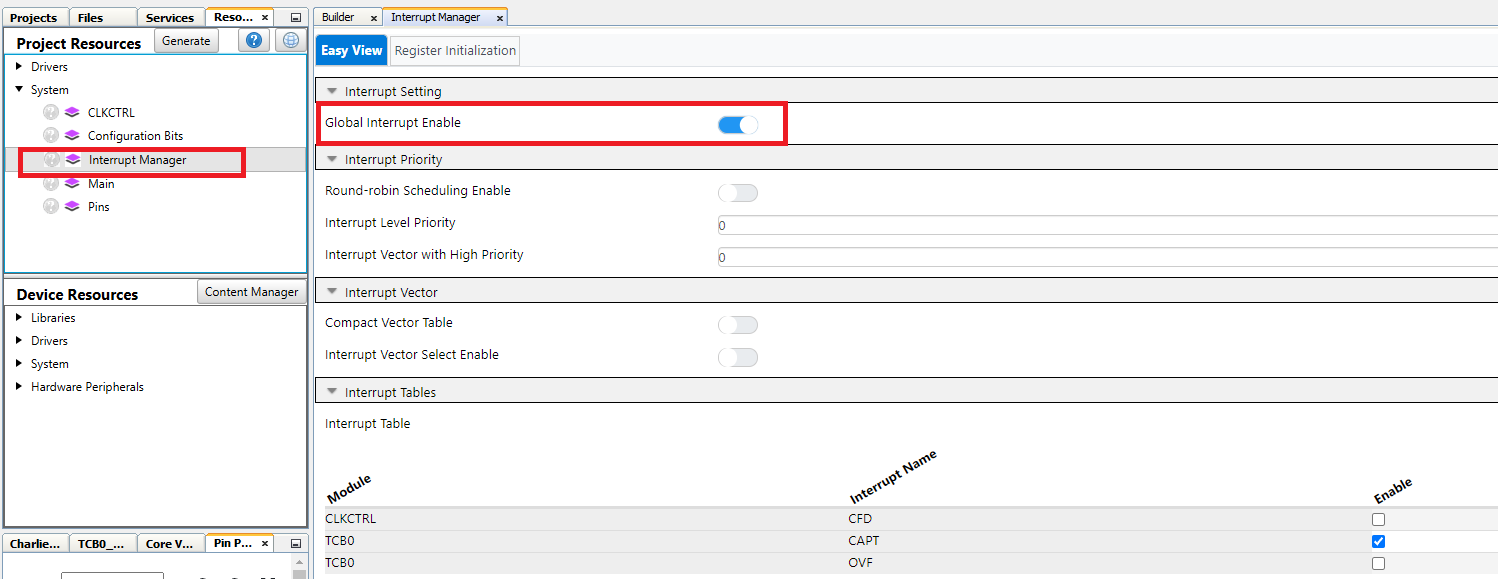 Projects Files Services Reso...
Project Resources Generate
Drivers
System
CLKCTRL
Configuration Bits
Interrupt Manager
Main
Pins
Device Resources Content Manager
Libraries
Drivers
System
Hardware Peripherals
Charlie... TCB0_... Core V... Pin P...
Builder Interrupt Manager
Easy View Register Initialization
Interrupt Setting
Global Interrupt Enable
Interrupt Priority
Round-robin Scheduling Enable
Interrupt Level Priority 0
Interrupt Vector with High Priority 0
Interrupt Vector
Compact Vector Table
Interrupt Vector Select Enable
Interrupt Tables
Interrupt Table
Module Interrupt Name Enable
CLKCTRL CFD
TCB0 CAPT
TCB0 OVF